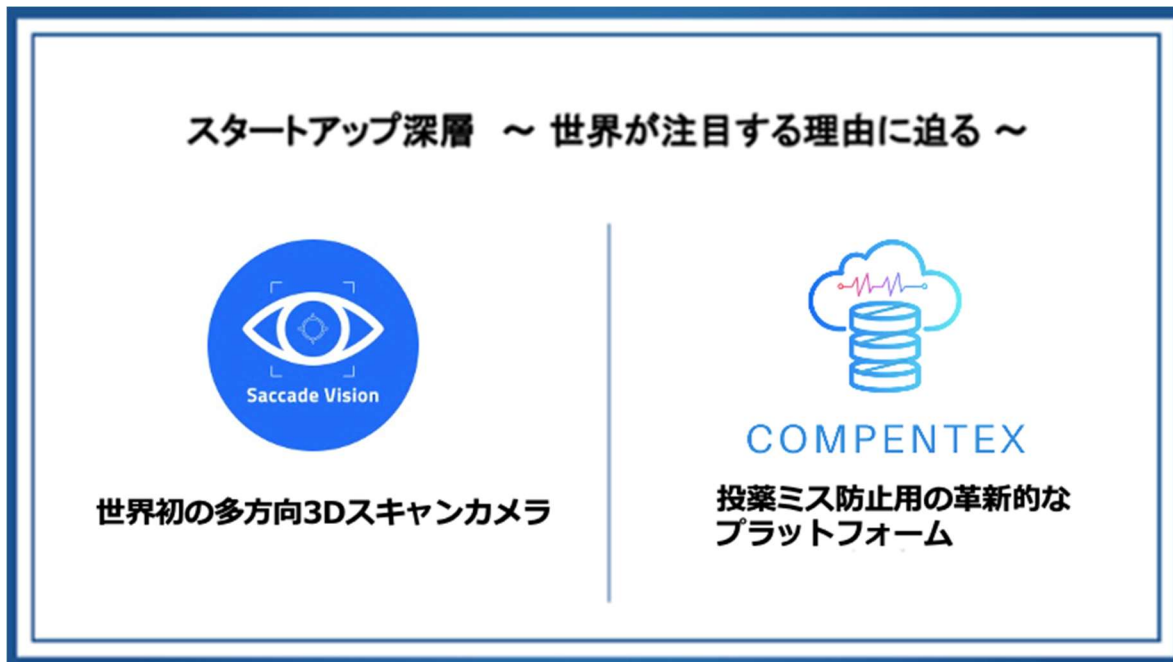 スタートアップ深層 ～ 世界が注目する理由に迫る ～
Saccade Vision
世界初の多方向3Dスキャンカメラ
COMPENTEX
投薬ミス防止用の革新的な
プラットフォーム